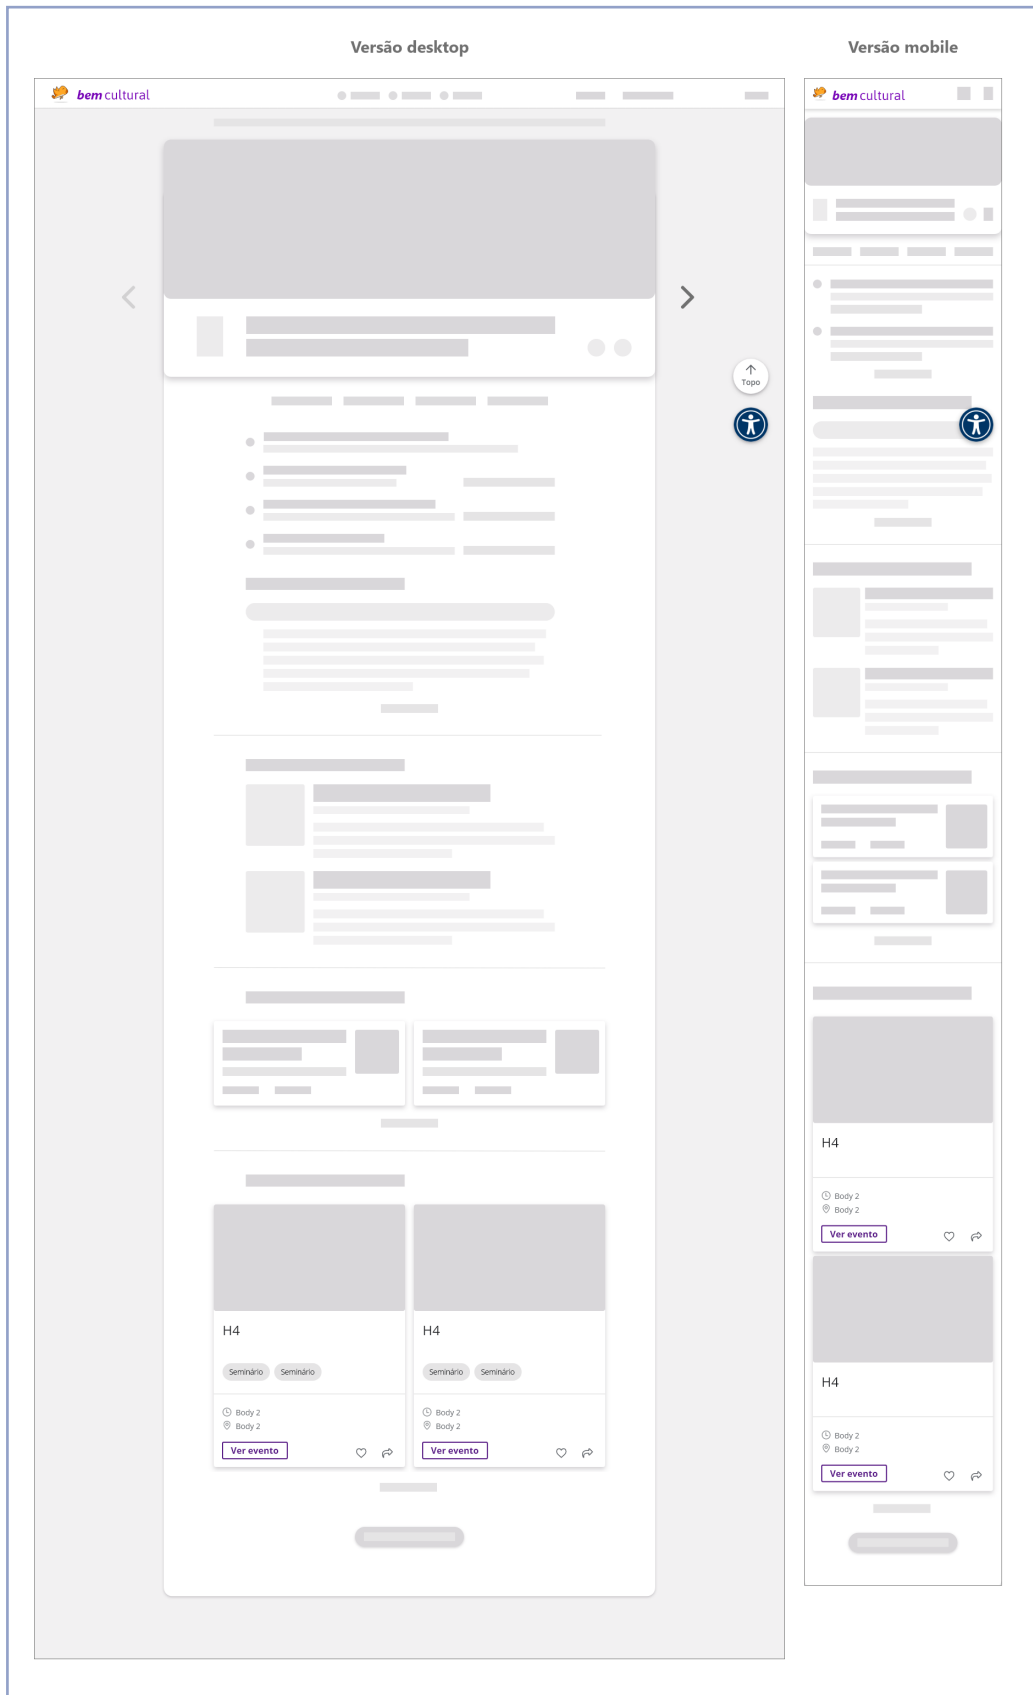 Versão desktop
bem cultural
Topo
H4
Seminário Seminário
Body 2
Body 2
Ver evento
H4
Seminário Seminário
Body 2
Body 2
Ver evento
Versão mobile
bem cultural
H4
Body 2
Body 2
Ver evento
H4
Body 2
Body 2
Ver evento